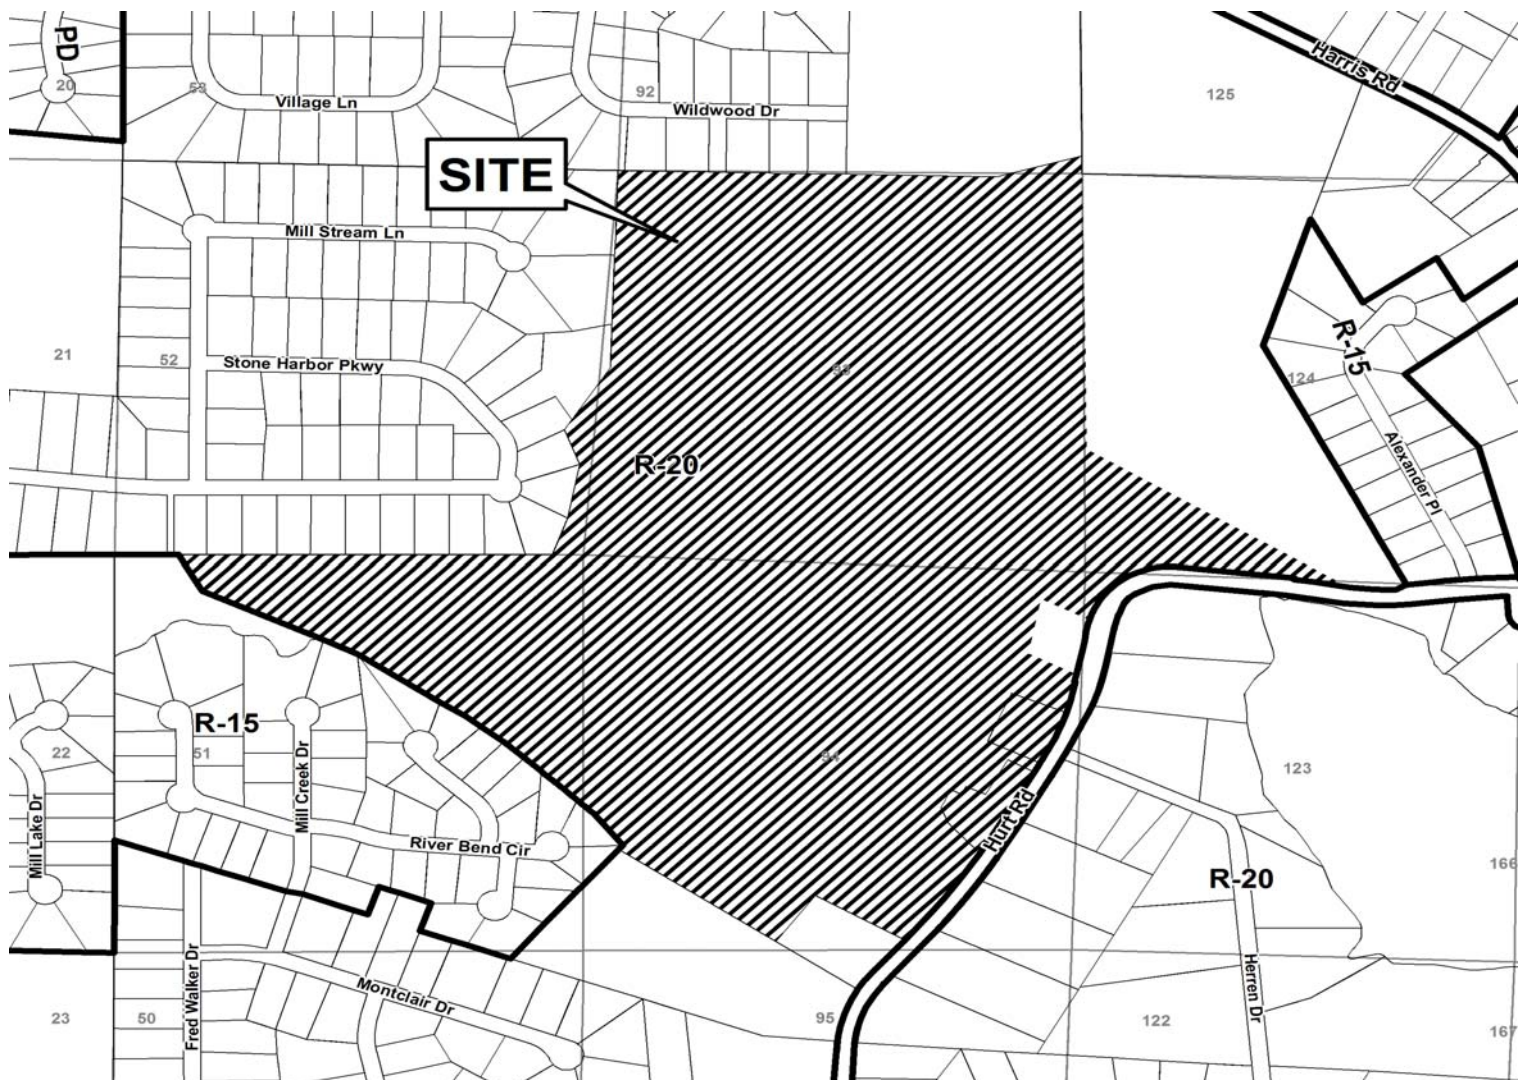 PD
20
53
Village Ln
92
Wildwood Dr
125
Harris Rd
SITE
Mill Stream Ln
21
52
Stone Harbor Pkwy
93
R-20
R-15
124
Alexander Pl
R-15
22
51
Mill Lake Dr
Mill Creek Dr
River Bend Cir
94
Hurt Rd
123
R-20
166
Fred Walker Dr
Montclair Dr
Herren Dr
23
50
95
122
167